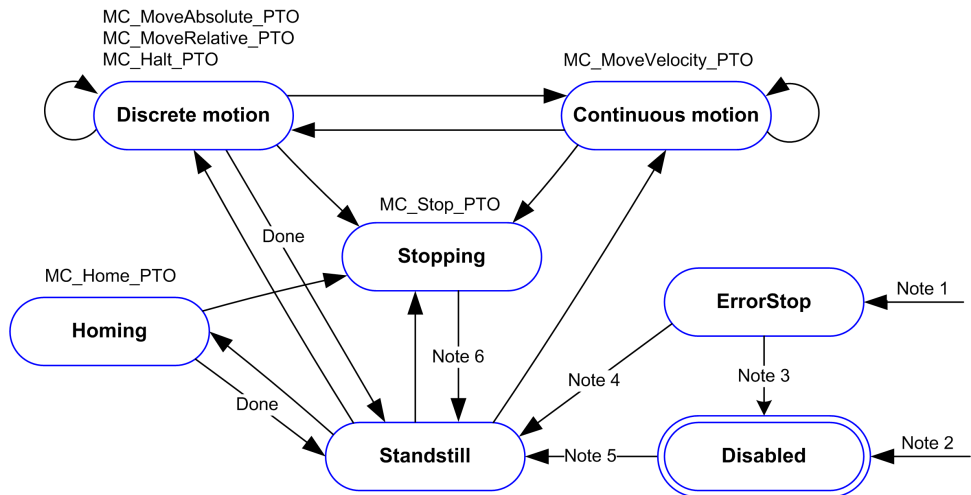 MC_MoveAbsolute_PTO
MC_MoveRelative_PTO
MC_Halt_PTO
MC_MoveVelocity_PTO
Discrete motion
Continuous motion
MC_Stop_PTO
Done
Stopping
MC_Home_PTO
ErrorStop
Note 1
Homing
Note 6
Note 4
Note 3
Done
Standstill
Note 5
Disabled
Note 2